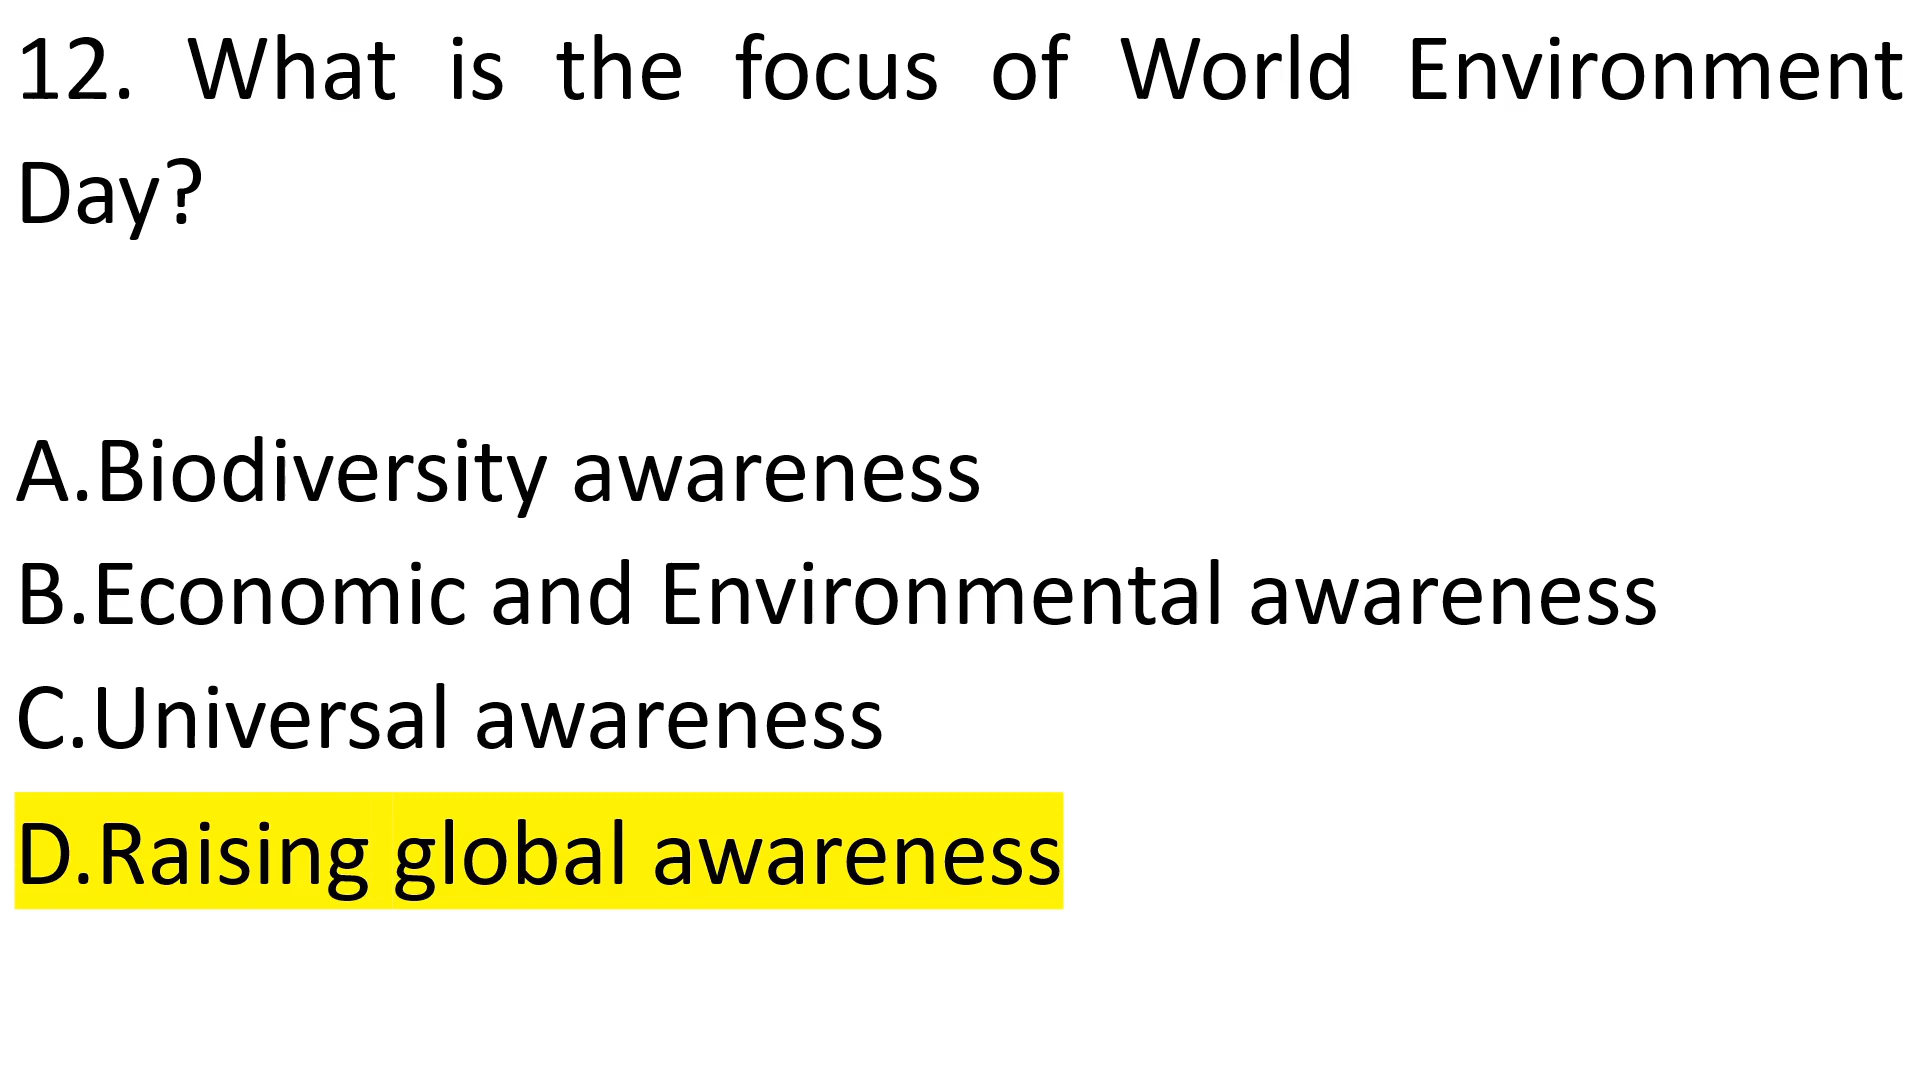 12. What is the focus of World Environment
Day?
A.Biodiversity awareness
B.Economic and Environmental awareness
C.Universal awareness
D.Raising global awareness